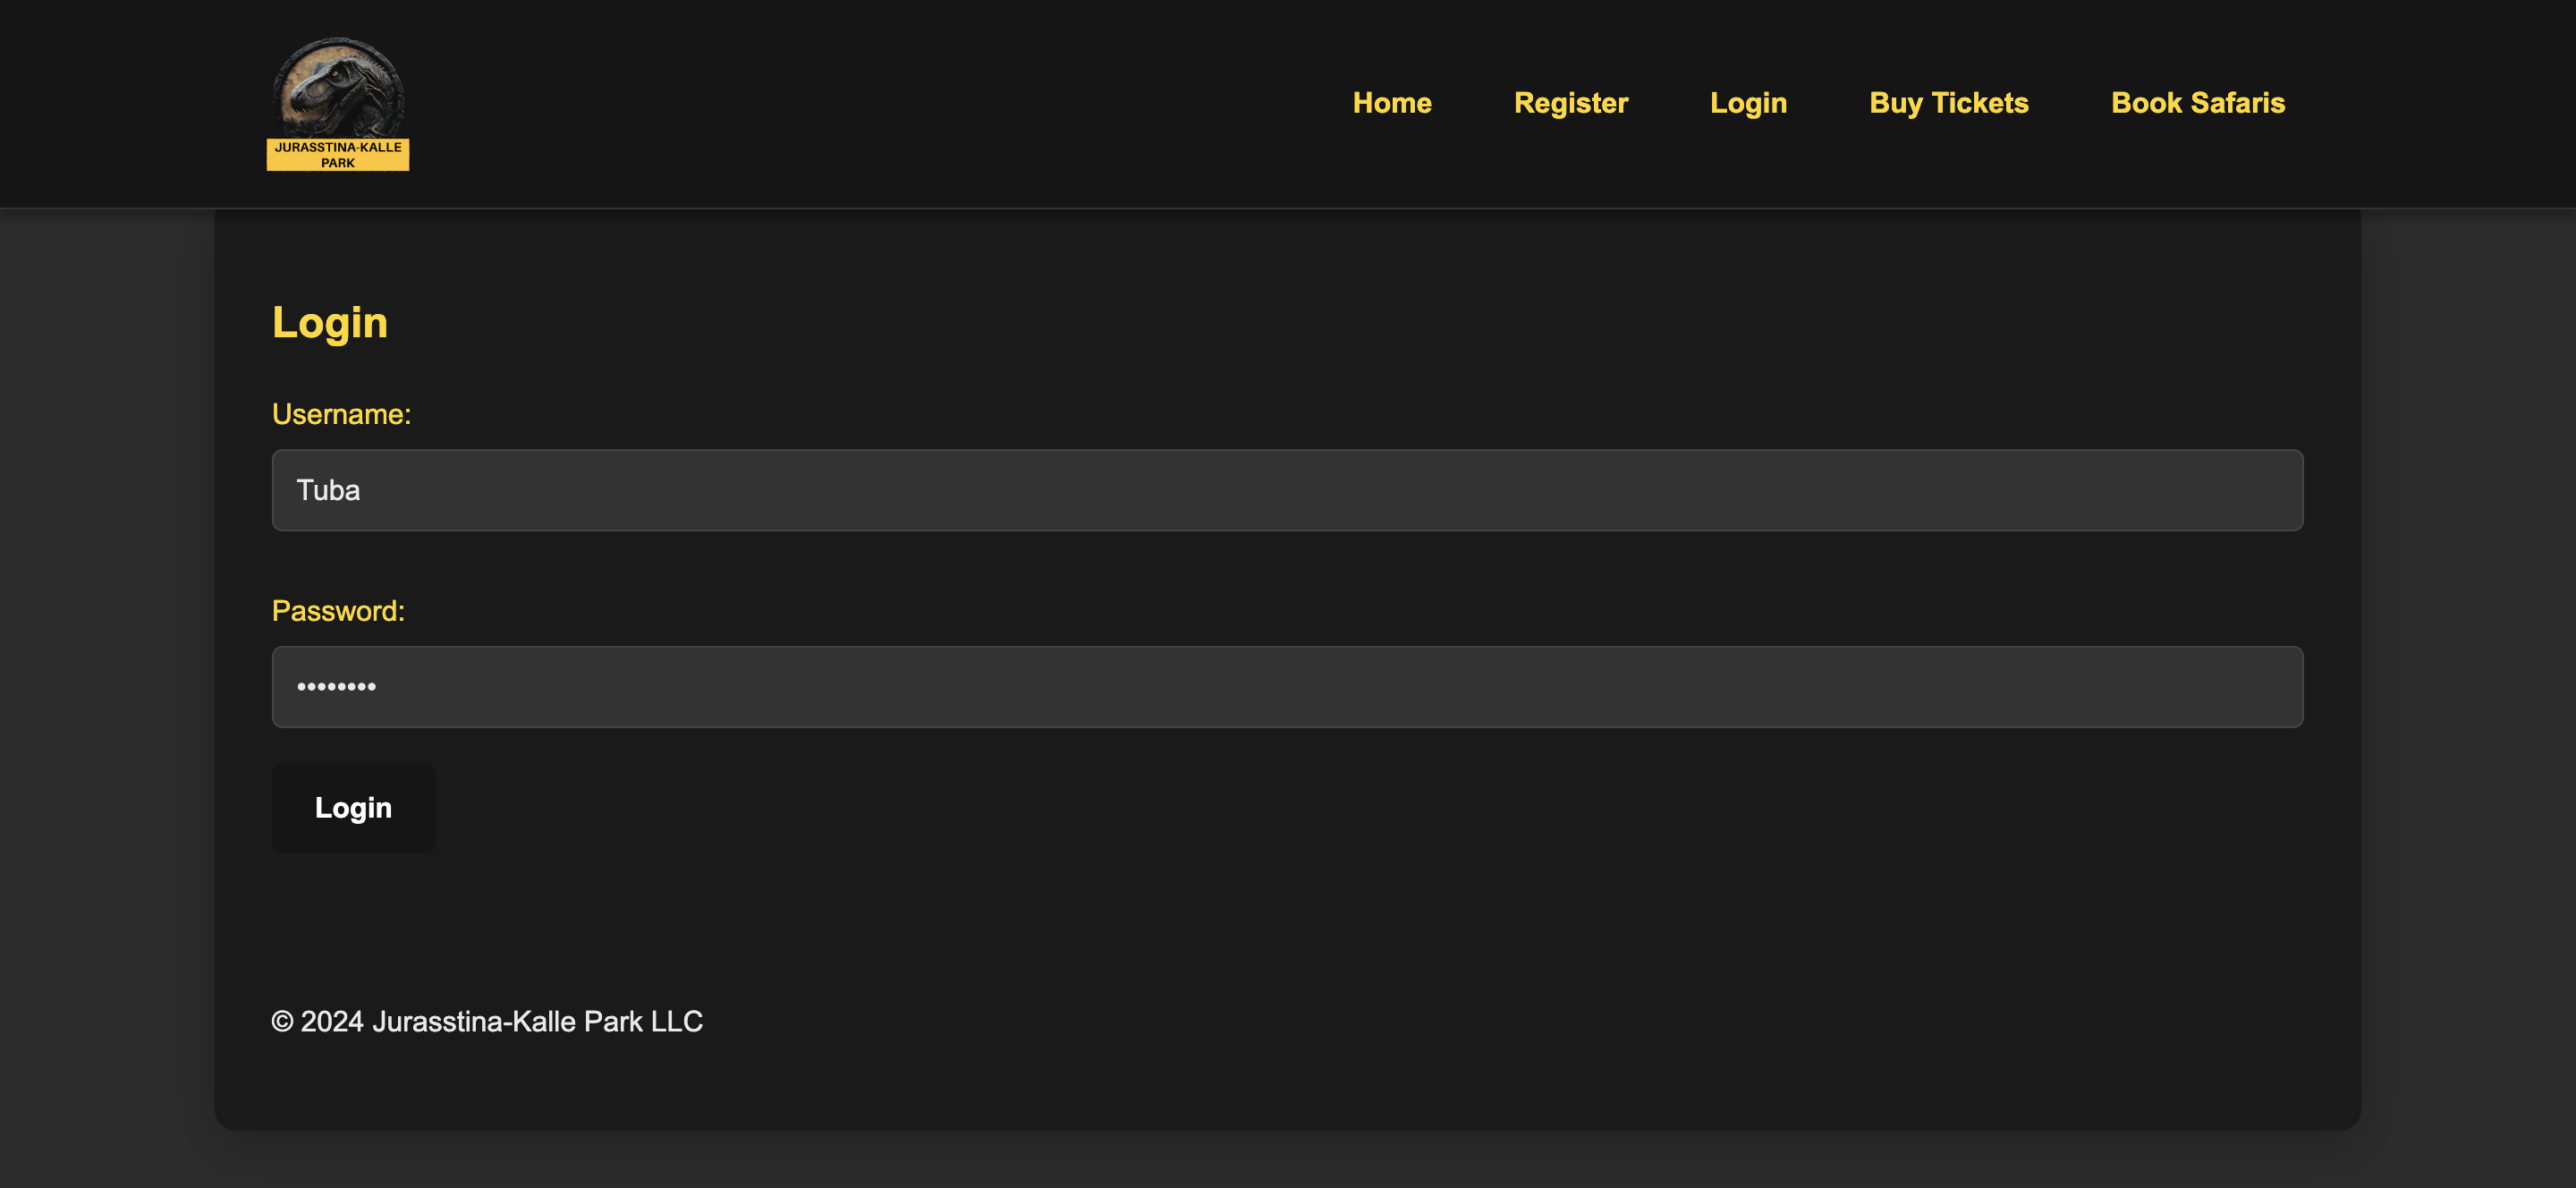 JURASSTINA-KALLE
PARK
Home Register Login Buy Tickets Book Safaris
Login
Username:
Tuba
Password:
••••••••
Login
© 2024 Jurasstina-Kalle Park LLC